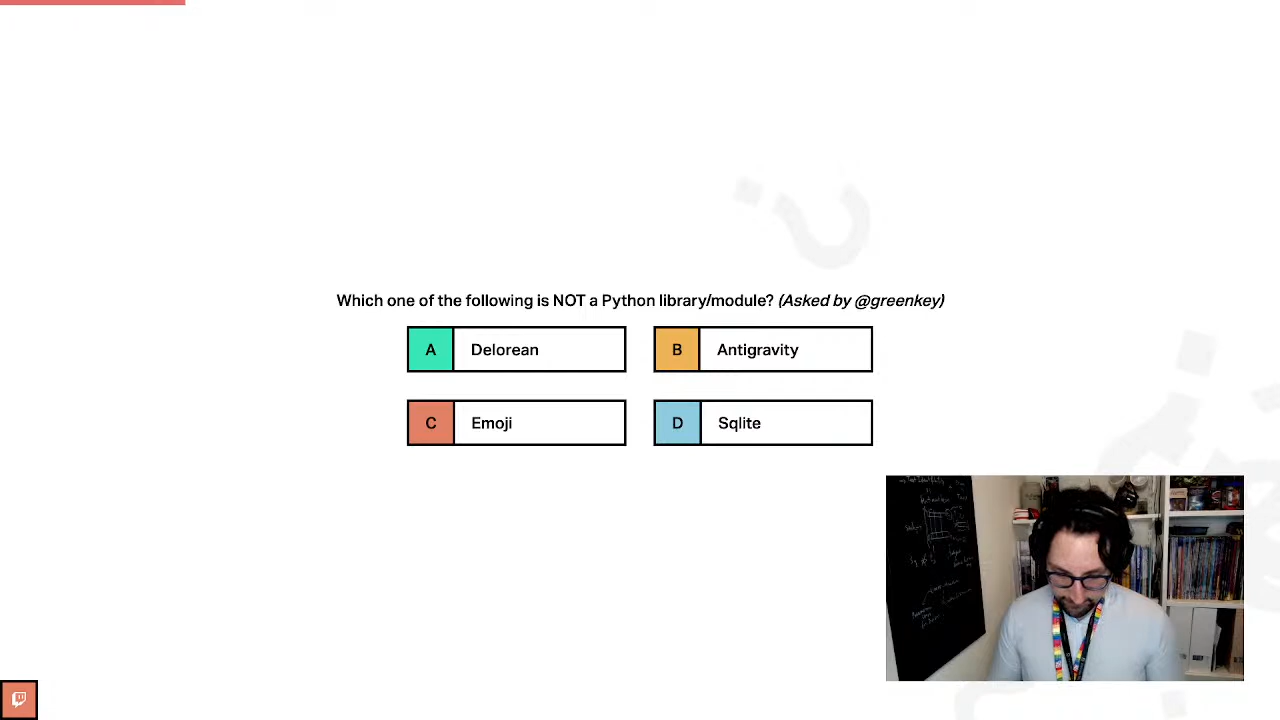 Which one of the following is NOT a Python library/module? (Asked by @greenkey)
A Delorean
B Antigravity
C Emoji
D Sqlite